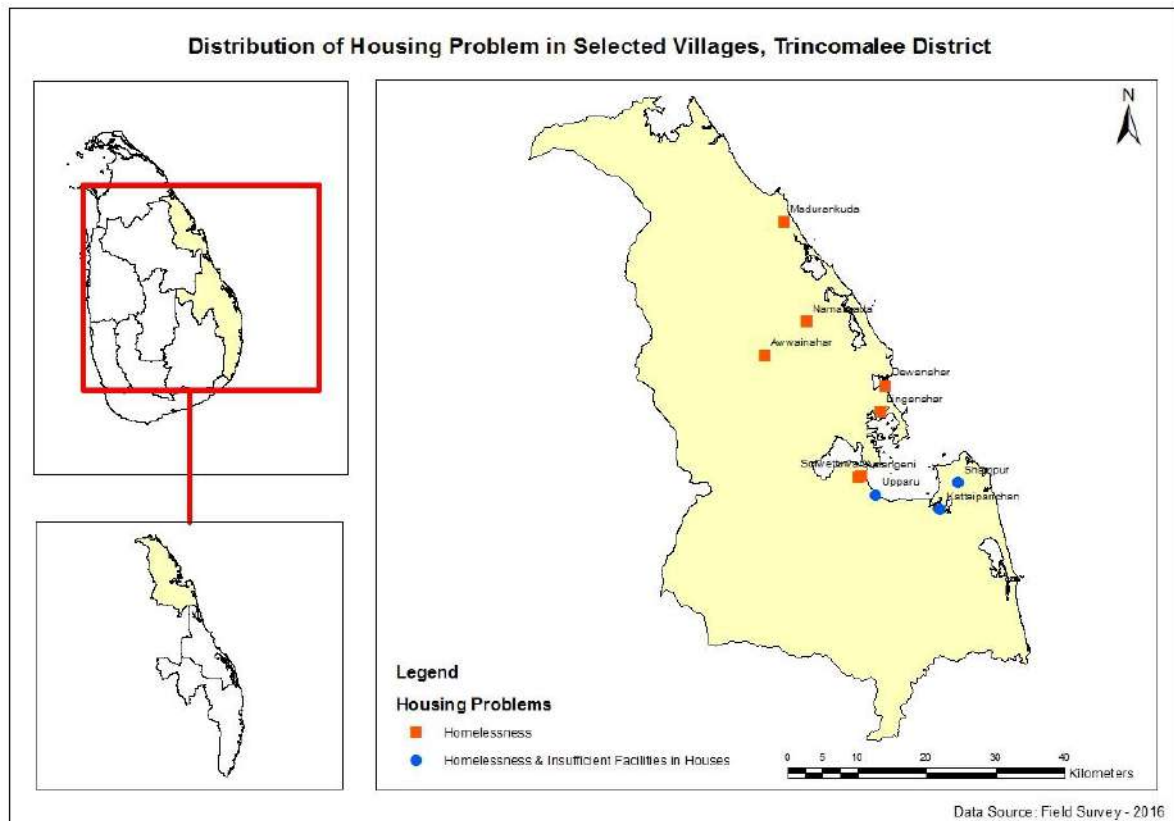 Distribution of Housing Problem in Selected Villages, Trincomalee District
N
Madurankuda
Awwainahar
Dewanahar
Linganahar
Upparu
Kattaiparichan
Legend
Housing Problems
Homelessness
Homelessness & Insufficient Facilities in Houses
0 5 10 20 30 40
Kilometers
Data Source: Field Survey - 2016